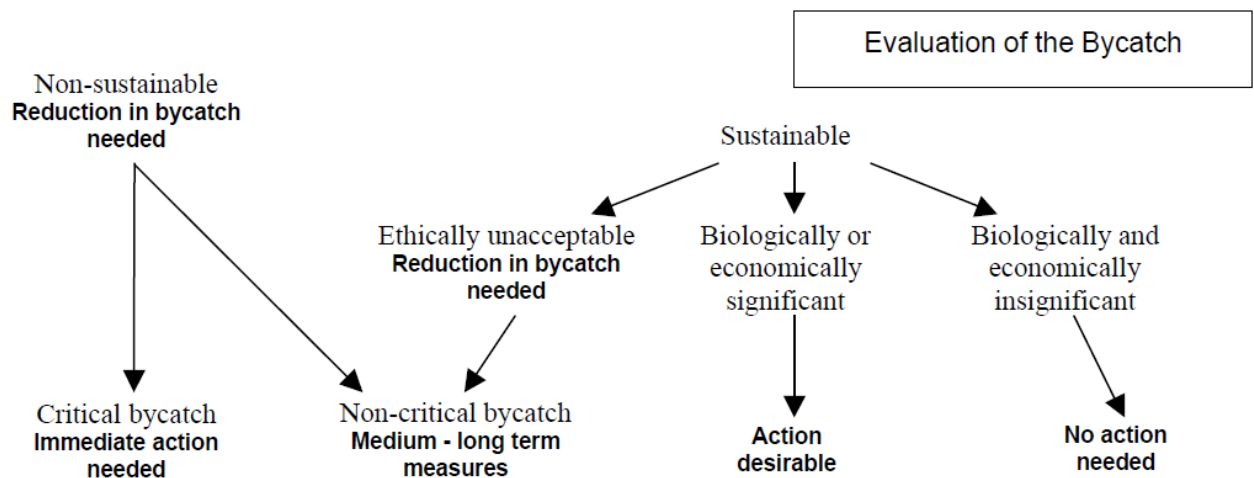 Evaluation of the Bycatch
Non-sustainable
Reduction in bycatch
needed
Sustainable
Ethically unacceptable
Reduction in bycatch
needed
Biologically or
economically
significant
Biologically and
economically
insignificant
Critical bycatch
Immediate action
needed
Non-critical bycatch
Medium - long term
measures
Action
desirable
No action
needed